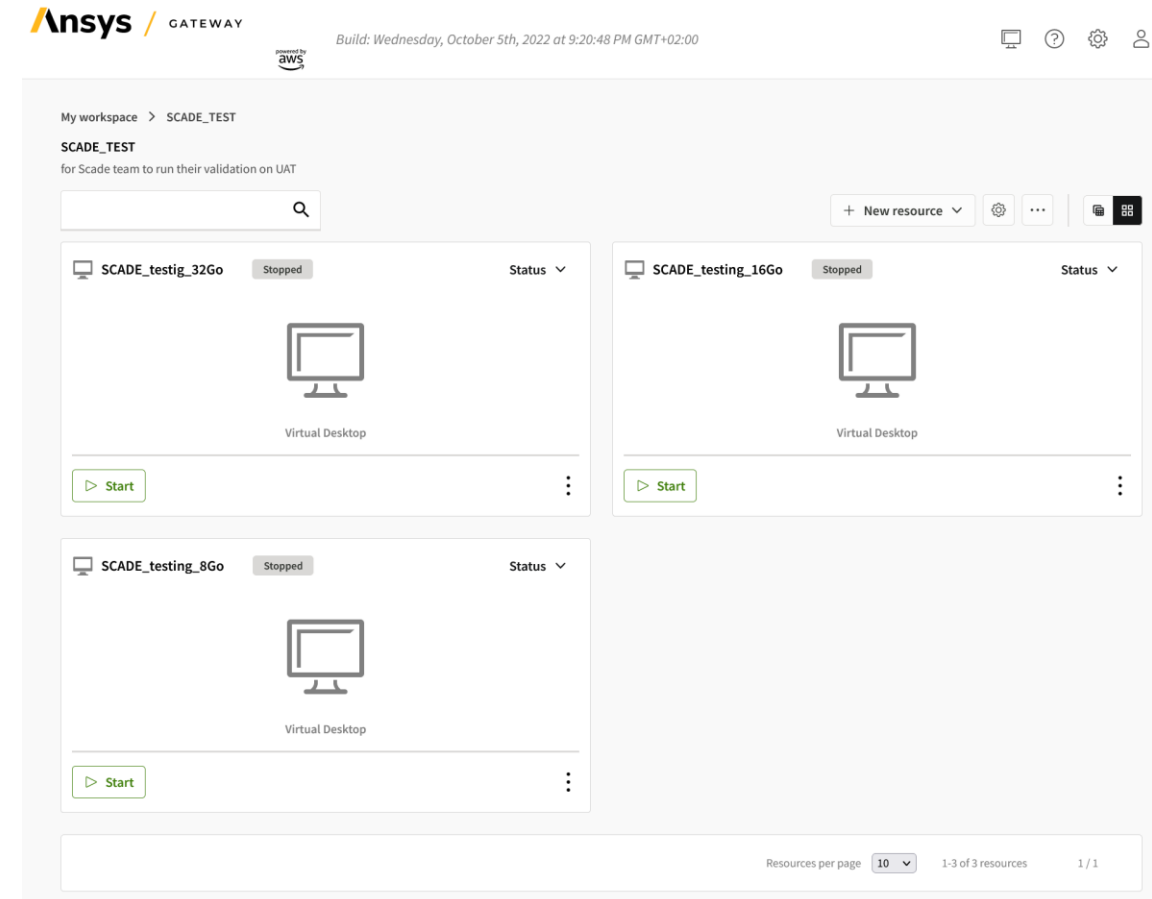 Ansys / GATEWAY
powered by
aws
Build: Wednesday, October 5th, 2022 at 9:20:48 PM GMT+02:00
My workspace > SCADE_TEST
SCADE_TEST
for Scade team to run their validation on UAT
+ New resource
SCADE_testig_32Go Stopped Status
Virtual Desktop
Start
SCADE_testing_16Go Stopped Status
Virtual Desktop
Start
SCADE_testing_8Go Stopped Status
Virtual Desktop
Start
Resources per page 10 1-3 of 3 resources 1 / 1